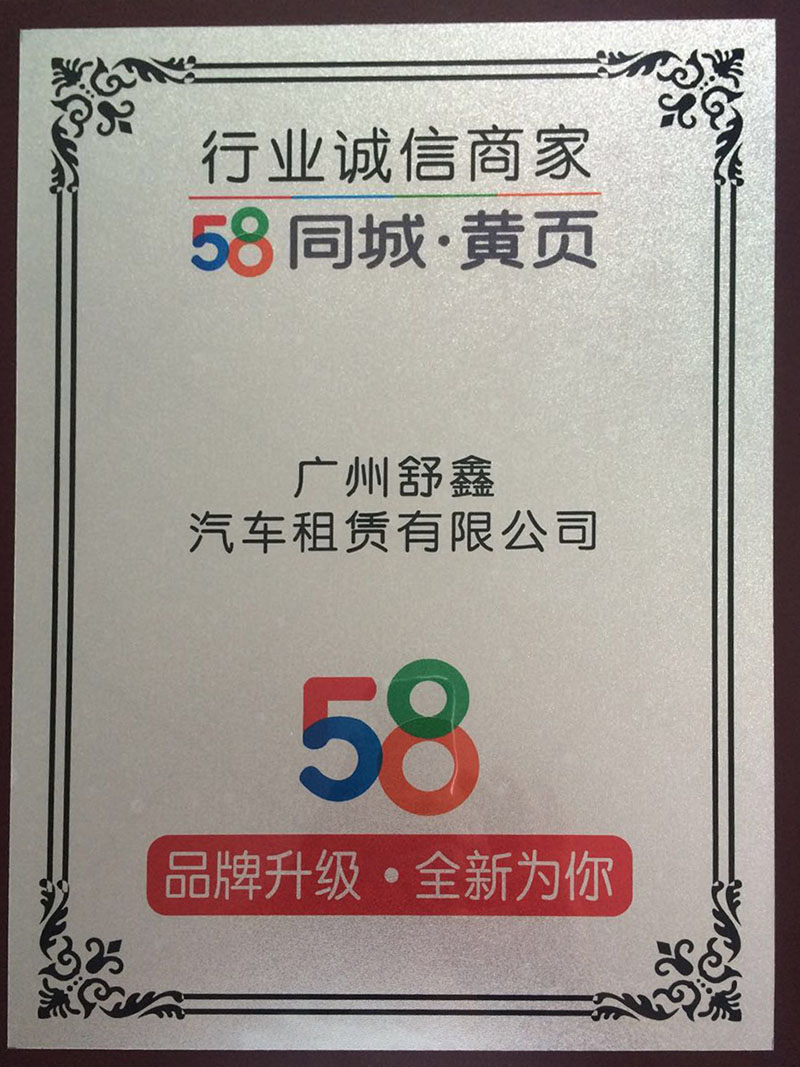 行业诚信商家
58同城·黄页
广州舒鑫
汽车租赁有限公司
58
品牌升级·全新为你